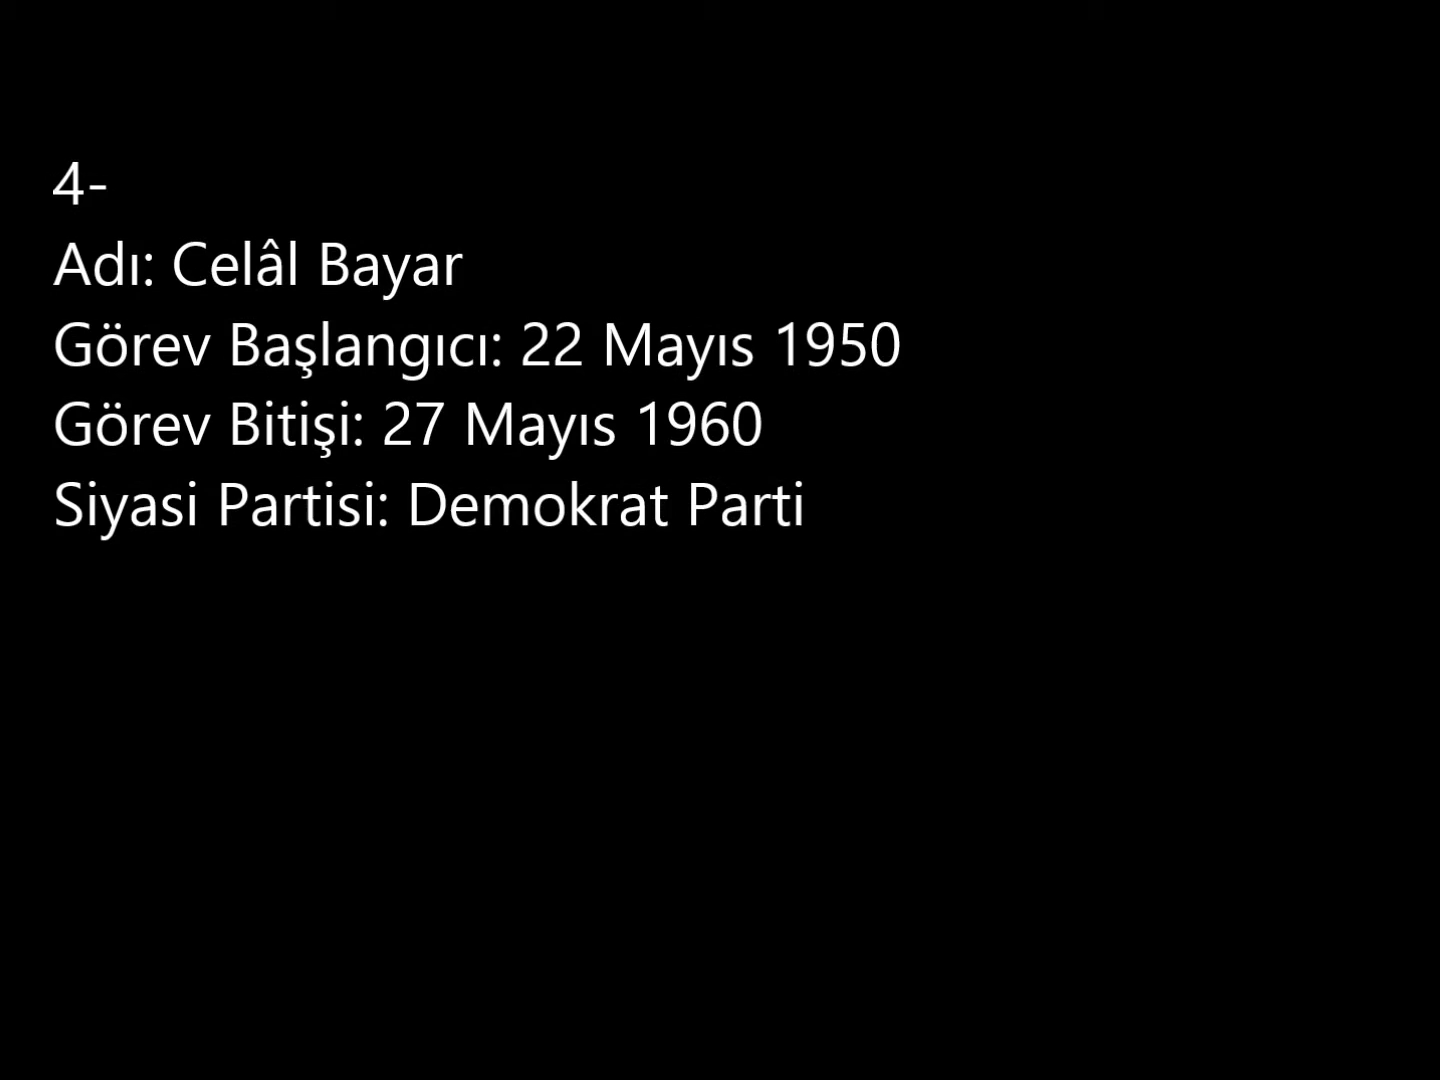 4-
Adı: Celâl Bayar
Görev Başlangıcı: 22 Mayıs 1950
Görev Bitişi: 27 Mayıs 1960
Siyasi Partisi: Demokrat Parti